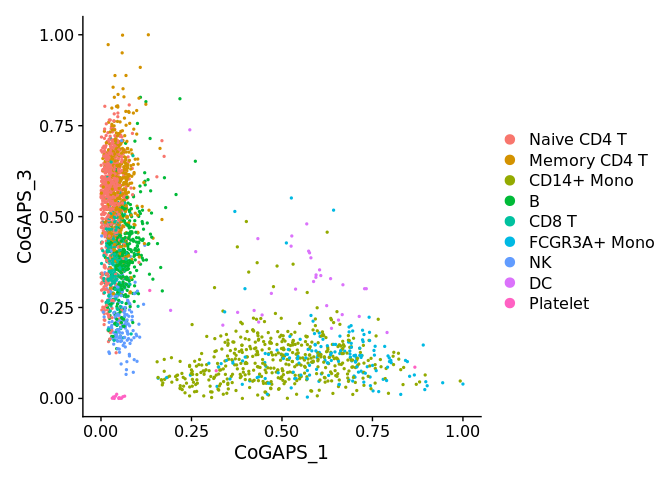 1.00
0.75
0.50
0.25
0.00
CoGAPS_3
0.00 0.25 0.50 0.75 1.00
CoGAPS_1
Naive CD4 T
Memory CD4 T
CD14+ Mono
B
CD8 T
FCGR3A+ Mono
NK
DC
Platelet